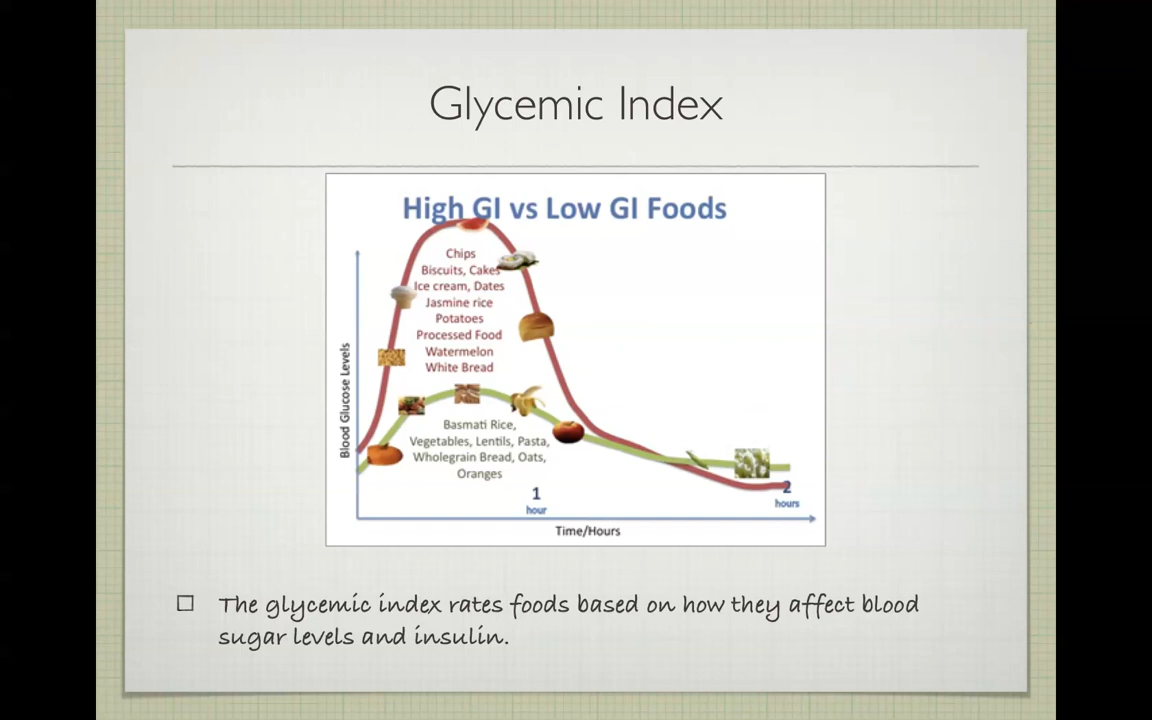 Glycemic Index
High GI vs Low GI Foods
Chips
Biscuits, Cakes
Ice cream, Dates
Jasmine rice
Potatoes
Processed Food
Watermelon
White Bread
Blood Glucose Levels
Basmati Rice,
Vegetables, Lentils, Pasta,
Wholegrain Bread, Oats,
Oranges
1
hour
2
hours
Time/Hours
The glycemic index rates foods based on how they affect blood
sugar levels and insulin.